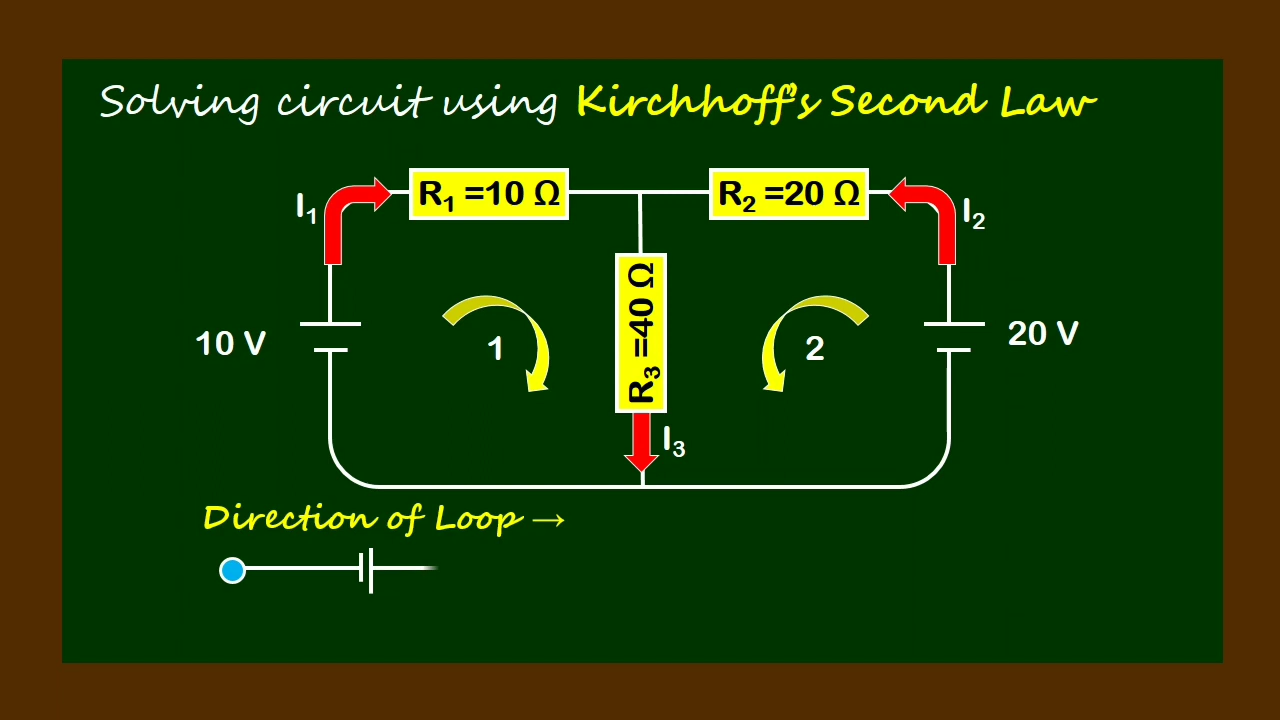 Solving circuit using Kirchhoff's Second Law
I₁
R₁ =10 Ω
R₂ =20 Ω
I₂
10 V
1
R₃ =40 Ω
2
20 V
I₃
Direction of Loop →